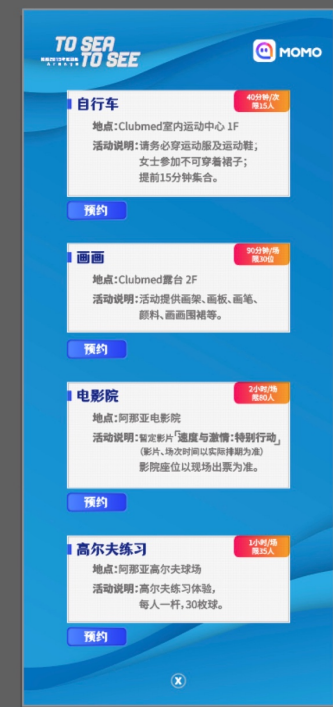 TO SEA
TO SEE
Aranya
MOMO
自行车
40分钟/次
限15人
地点:Clubmed室内运动中心 1F
活动说明:请务必穿运动服及运动鞋;
女士参加不可穿着裙子;
提前15分钟集合。
预约
画画
90分钟/场
限30位
地点:Clubmed露台 2F
活动说明:活动提供画架、画板、画笔、
颜料、画画围裙等。
预约
电影院
2小时/场
限80人
地点:阿那亚电影院
活动说明:暂定影片「速度与激情:特别行动」
(影片、场次时间以实际排期为准)
影院座位以现场出票为准。
预约
高尔夫练习
1小时/场
限35人
地点:阿那亚高尔夫球场
活动说明:高尔夫练习体验,
每人一杆,30枚球。
预约
X